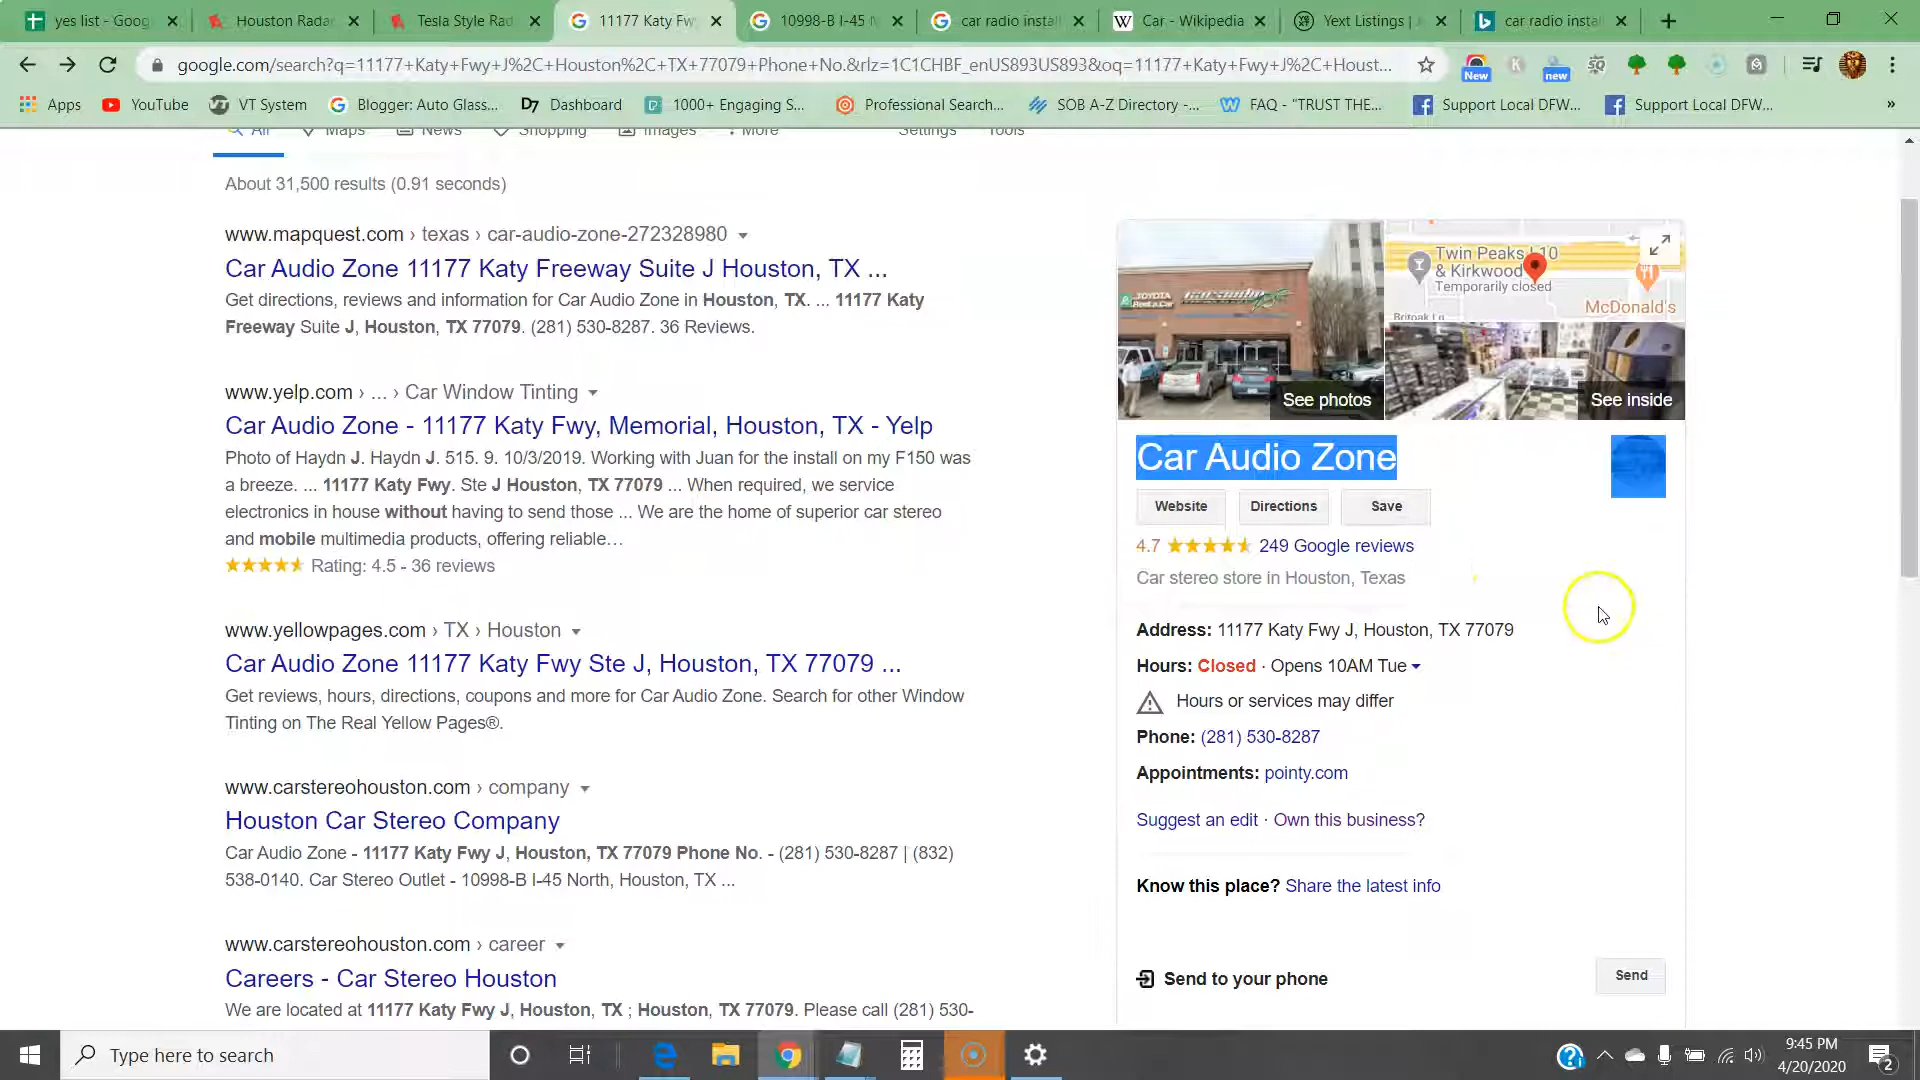 yes list - Goog
Houston Radar
Tesla Style Rad
11177 Katy Fw
10998-B I-45 N
car radio instal
Car - Wikipedia
Yext Listings |
car radio insta
google.com/search?q=11177+Katy+Fwy+J%2C+Houston%2C+TX+77079+Phone+No.&rlz=1C1CHBF_enUS893US893&oq=11177+Katy+Fwy+J%2C+Houst...
New
new
Apps
YouTube
VT System
Blogger: Auto Glass...
D7 Dashboard
1000+ Engaging S...
Professional Search...
SOB A-Z Directory -...
FAQ - "TRUST THE...
Support Local DFW...
Support Local DFW...
»
All
Maps
News
Shopping
Images
More
Settings
Tools
About 31,500 results (0.91 seconds)
www.mapquest.com › texas › car-audio-zone-272328980
Car Audio Zone 11177 Katy Freeway Suite J Houston, TX ...
Get directions, reviews and information for Car Audio Zone in Houston, TX. ... 11177 Katy
Freeway Suite J, Houston, TX 77079. (281) 530-8287. 36 Reviews.
www.yelp.com › ... › Car Window Tinting
Car Audio Zone - 11177 Katy Fwy, Memorial, Houston, TX - Yelp
Photo of Haydn J. Haydn J. 515. 9. 10/3/2019. Working with Juan for the install on my F150 was
a breeze. ... 11177 Katy Fwy. Ste J Houston, TX 77079 ... When required, we service
electronics in house without having to send those ... We are the home of superior car stereo
and mobile multimedia products, offering reliable…
Rating: 4.5 - 36 reviews
www.yellowpages.com › TX › Houston
Car Audio Zone 11177 Katy Fwy Ste J, Houston, TX 77079 ...
Get reviews, hours, directions, coupons and more for Car Audio Zone. Search for other Window
Tinting on The Real Yellow Pages®.
www.carstereohouston.com › company
Houston Car Stereo Company
Car Audio Zone - 11177 Katy Fwy J, Houston, TX 77079 Phone No. - (281) 530-8287 | (832)
538-0140. Car Stereo Outlet - 10998-B I-45 North, Houston, TX ...
www.carstereohouston.com › career
Careers - Car Stereo Houston
We are located at 11177 Katy Fwy J, Houston, TX ; Houston, TX 77079. Please call (281) 530-
TOYOTA
See photos
Twin Peaks I-10
& Kirkwood
Temporarily closed
McDonald's
See inside
Car Audio Zone
Website
Directions
Save
4.7
249 Google reviews
Car stereo store in Houston, Texas
Address: 11177 Katy Fwy J, Houston, TX 77079
Hours: Closed · Opens 10AM Tue
Hours or services may differ
Phone: (281) 530-8287
Appointments: pointy.com
Suggest an edit · Own this business?
Know this place? Share the latest info
Send to your phone
Send
Type here to search
9:45 PM
4/20/2020
2